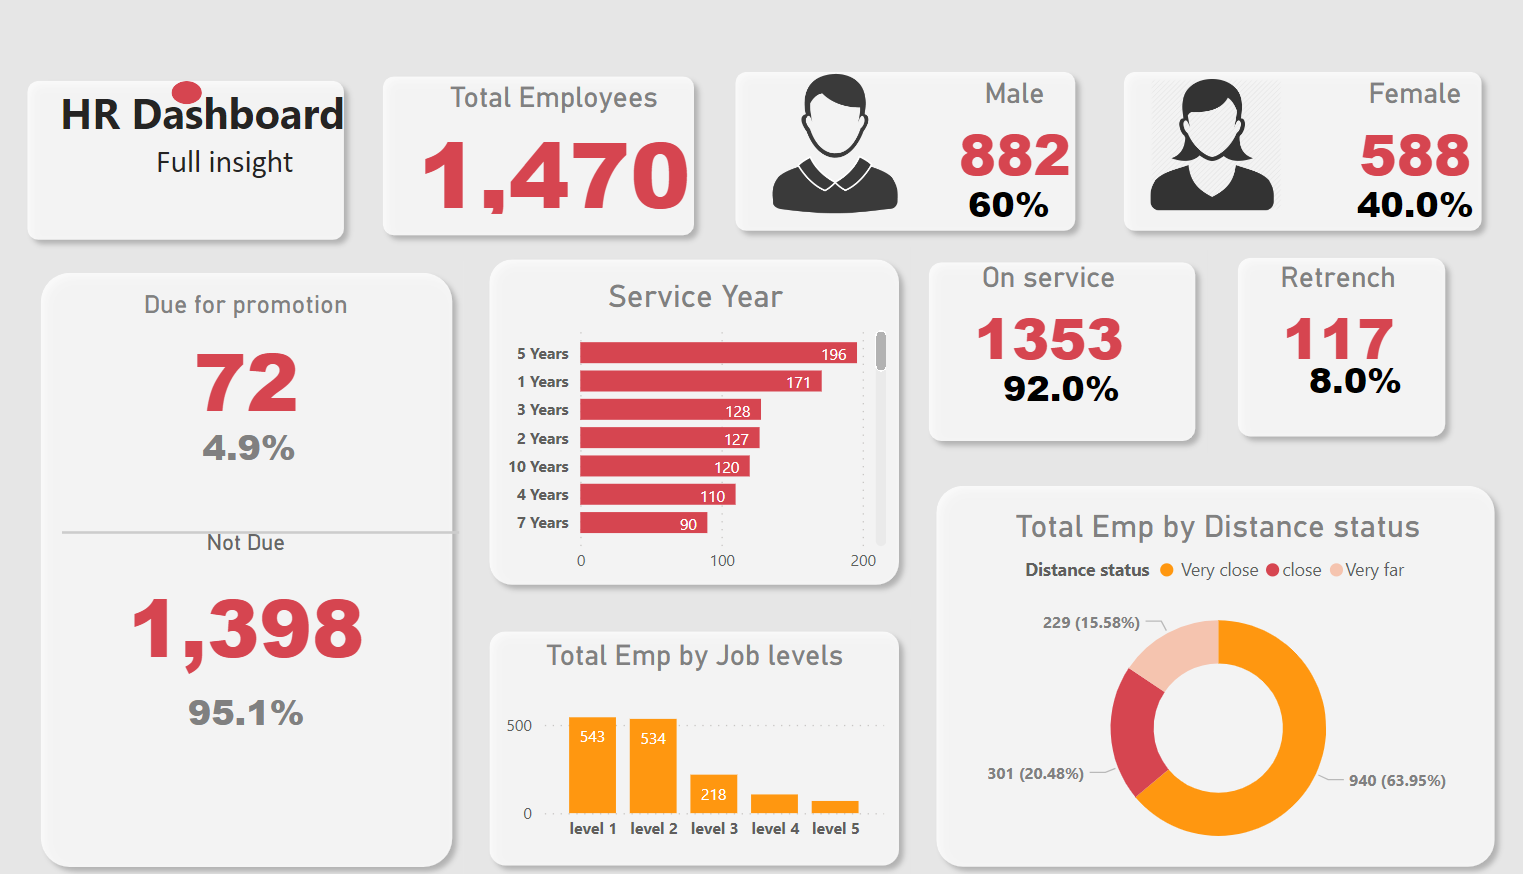 HR Dashboard
Full insight
Total Employees
1,470
Male
882
60%
Female
588
40.0%
Due for promotion
72
4.9%
Not Due
1,398
95.1%
Service Year
5 Years 196
1 Years 171
3 Years 128
2 Years 127
10 Years 120
4 Years 110
7 Years 90
0 100 200
On service
1353
92.0%
Retrench
117
8.0%
Total Emp by Job levels
500
543 534 218
0
level 1 level 2 level 3 level 4 level 5
Total Emp by Distance status
Distance status Very close close Very far
229 (15.58%)
301 (20.48%)
940 (63.95%)